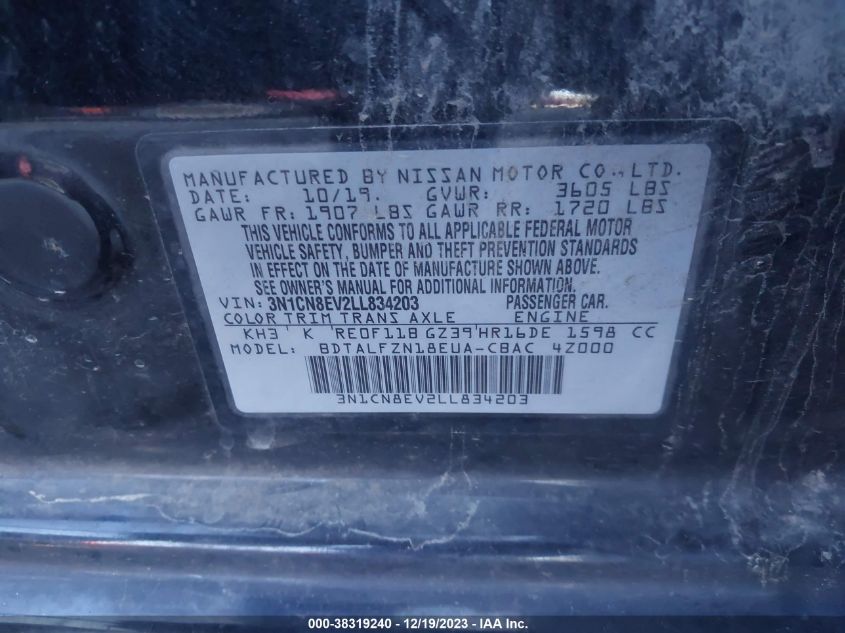 MANUFACTURED BY NISSAN MOTOR CO., LTD.
DATE: 10/19. GVWR: 3605 LBS
GAWR FR: 1907 LBS GAWR RR: 1720 LBS
THIS VEHICLE CONFORMS TO ALL APPLICABLE FEDERAL MOTOR
VEHICLE SAFETY, BUMPER AND THEFT PREVENTION STANDARDS
IN EFFECT ON THE DATE OF MANUFACTURE SHOWN ABOVE.
SEE OWNER'S MANUAL FOR ADDITIONAL INFORMATION.
VIN: 3N1CN8EV2LL834203 PASSENGER CAR.
COLOR TRIM TRANS AXLE ENGINE
KH3' K 'RE0F11B GZ39'HR16DE 1598 CC
MODEL: BDTALFZN18EUA-CBAC 4Z000
3N1CN8EV2LL834203
000-38319240 - 12/19/2023 - IAA Inc.